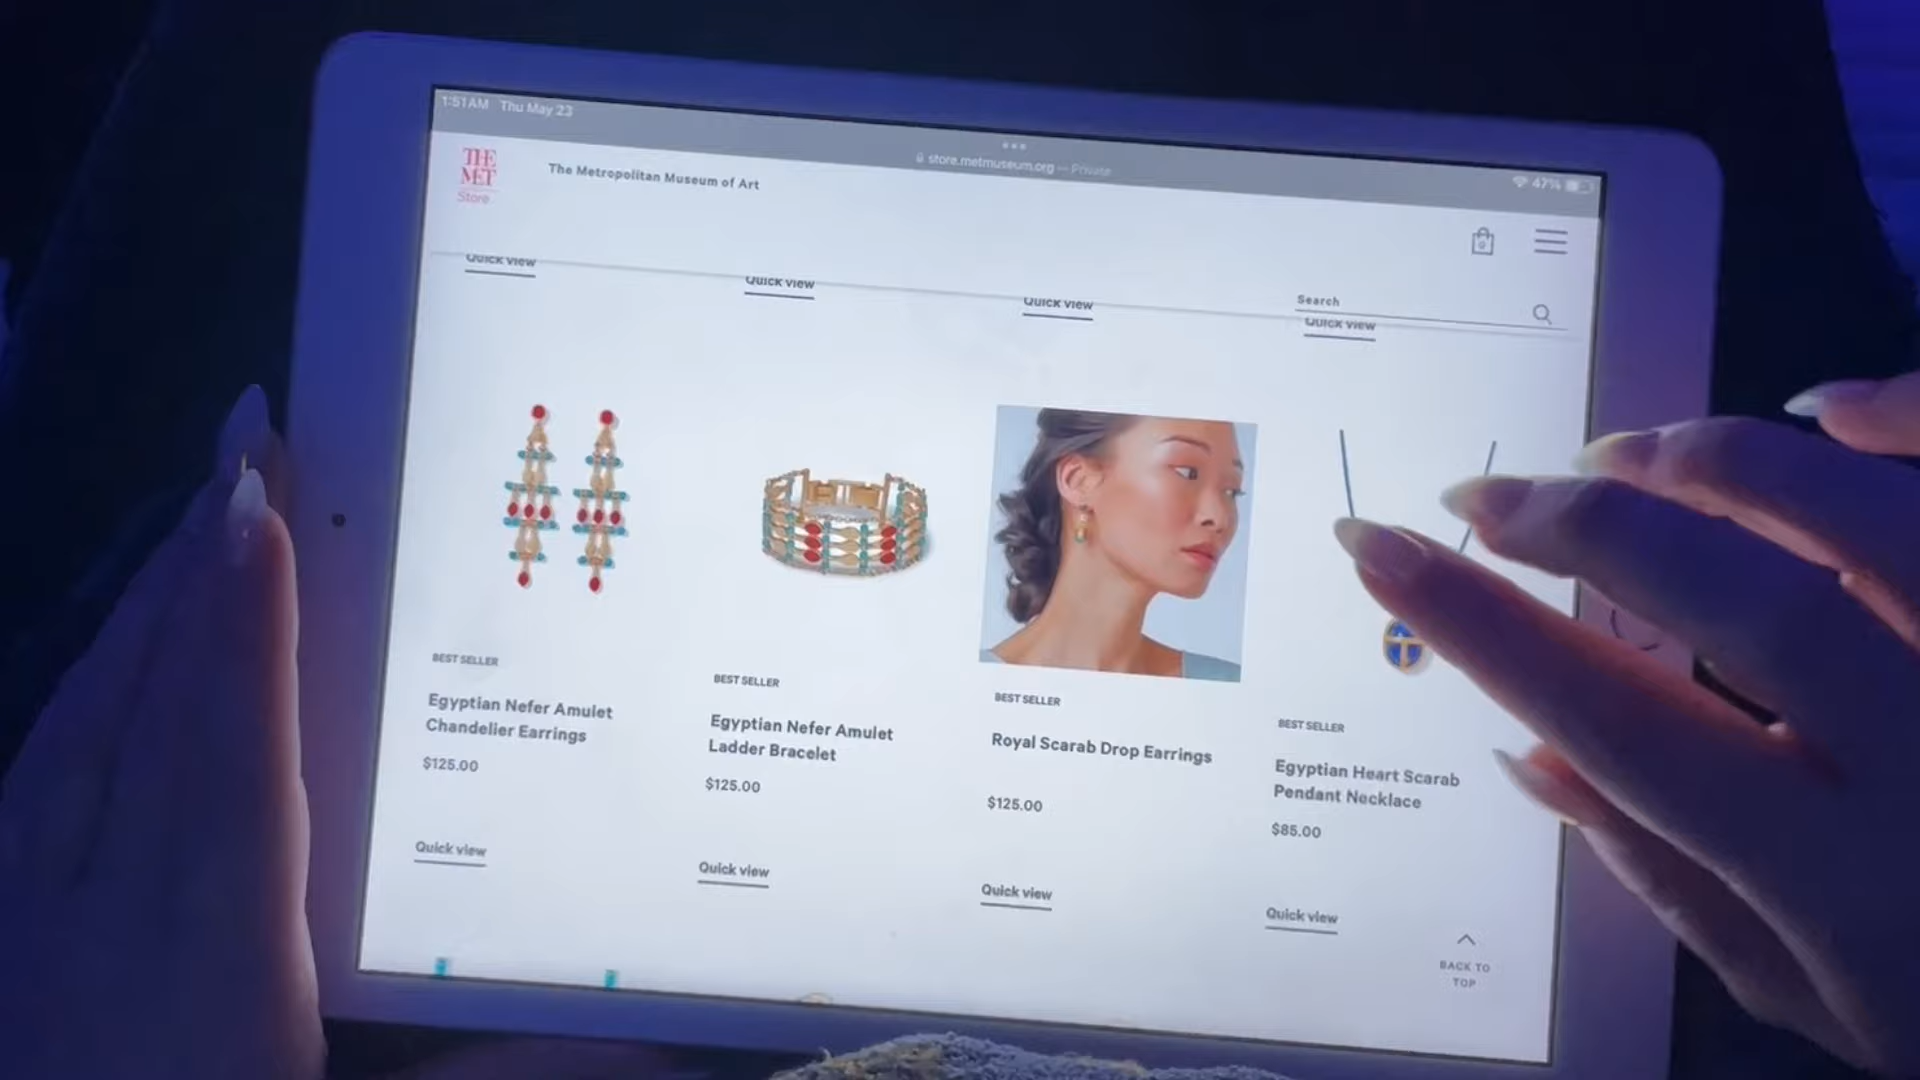 1:51AM Thu May 23
store.metmuseum.org — Private
47%
THE
MET
Store
The Metropolitan Museum of Art
0
Search
Quick view
Quick view
Quick view
Quick view
BEST SELLER
Egyptian Nefer Amulet
Chandelier Earrings
$125.00
Quick view
BEST SELLER
Egyptian Nefer Amulet
Ladder Bracelet
$125.00
Quick view
BEST SELLER
Royal Scarab Drop Earrings
$125.00
Quick view
BEST SELLER
Egyptian Heart Scarab
Pendant Necklace
$85.00
Quick view
BACK TO
TOP